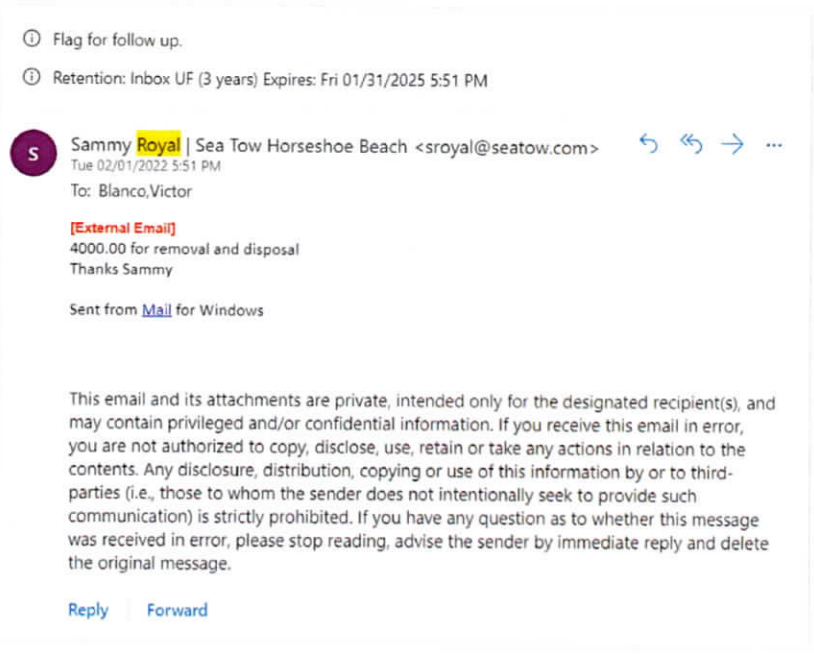 Flag for follow up.
Retention: Inbox UF (3 years) Expires: Fri 01/31/2025 5:51 PM
S
Sammy Royal | Sea Tow Horseshoe Beach <sroyal@seatow.com>
Tue 02/01/2022 5:51 PM
To: Blanco,Victor
[External Email]
4000.00 for removal and disposal
Thanks Sammy
Sent from Mail for Windows
This email and its attachments are private, intended only for the designated recipient(s), and
may contain privileged and/or confidential information. If you receive this email in error,
you are not authorized to copy, disclose, use, retain or take any actions in relation to the
contents. Any disclosure, distribution, copying or use of this information by or to third-
parties (i.e., those to whom the sender does not intentionally seek to provide such
communication) is strictly prohibited. If you have any question as to whether this message
was received in error, please stop reading, advise the sender by immediate reply and delete
the original message.
Reply Forward